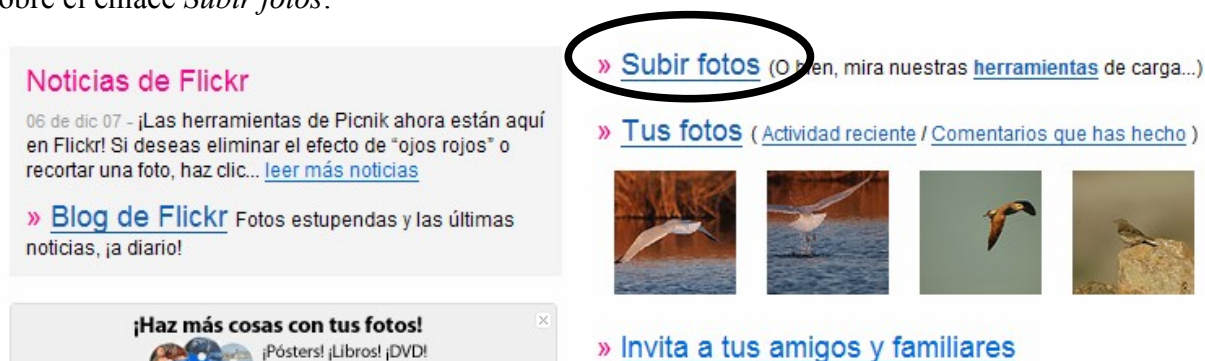 obre el enlace Subir fotos.
Noticias de Flickr
06 de dic 07 - ¡Las herramientas de Picnik ahora están aquí
en Flickr! Si deseas eliminar el efecto de “ojos rojos” o
recortar una foto, haz clic... leer más noticias
» Blog de Flickr Fotos estupendas y las últimas
noticias, ¡a diario!
¡Haz más cosas con tus fotos!
¡Pósters! ¡Libros! ¡DVD!
» Subir fotos (O bien, mira nuestras herramientas de carga...)
» Tus fotos ( Actividad reciente / Comentarios que has hecho )
» Invita a tus amigos y familiares